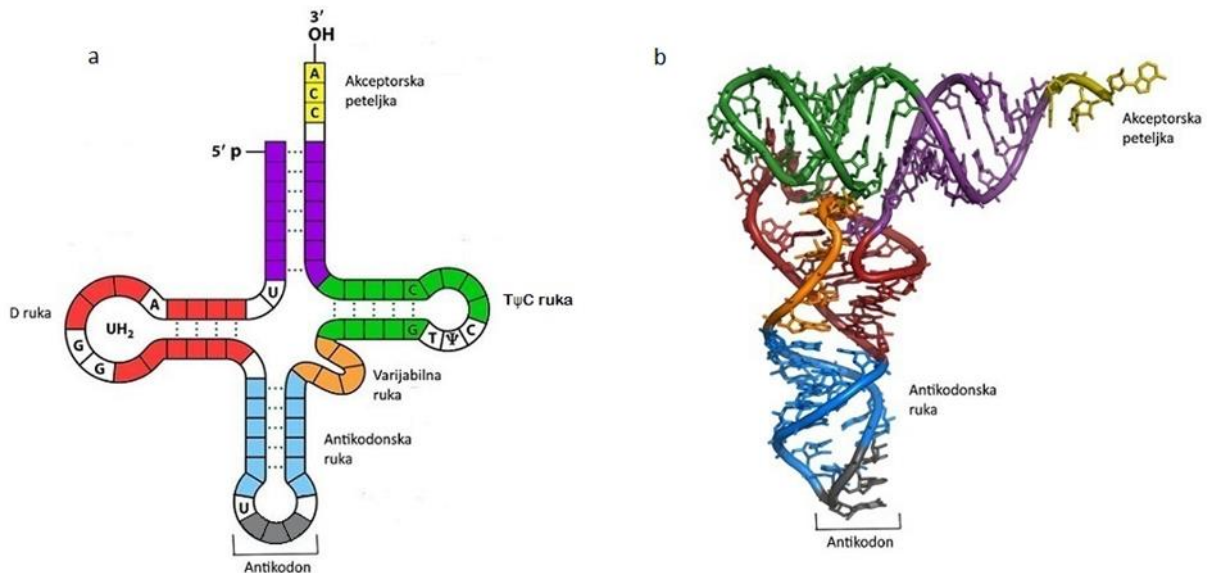 a
3’
OH
A
C
C
Akceptorska
peteljka
5’ p
D ruka
A
UH₂
G
G
U
C
G
T
Ψ
C
TψC ruka
Varijabilna
ruka
Antikodonska
ruka
U
Antikodon
b
Akceptorska
peteljka
Antikodonska
ruka
Antikodon